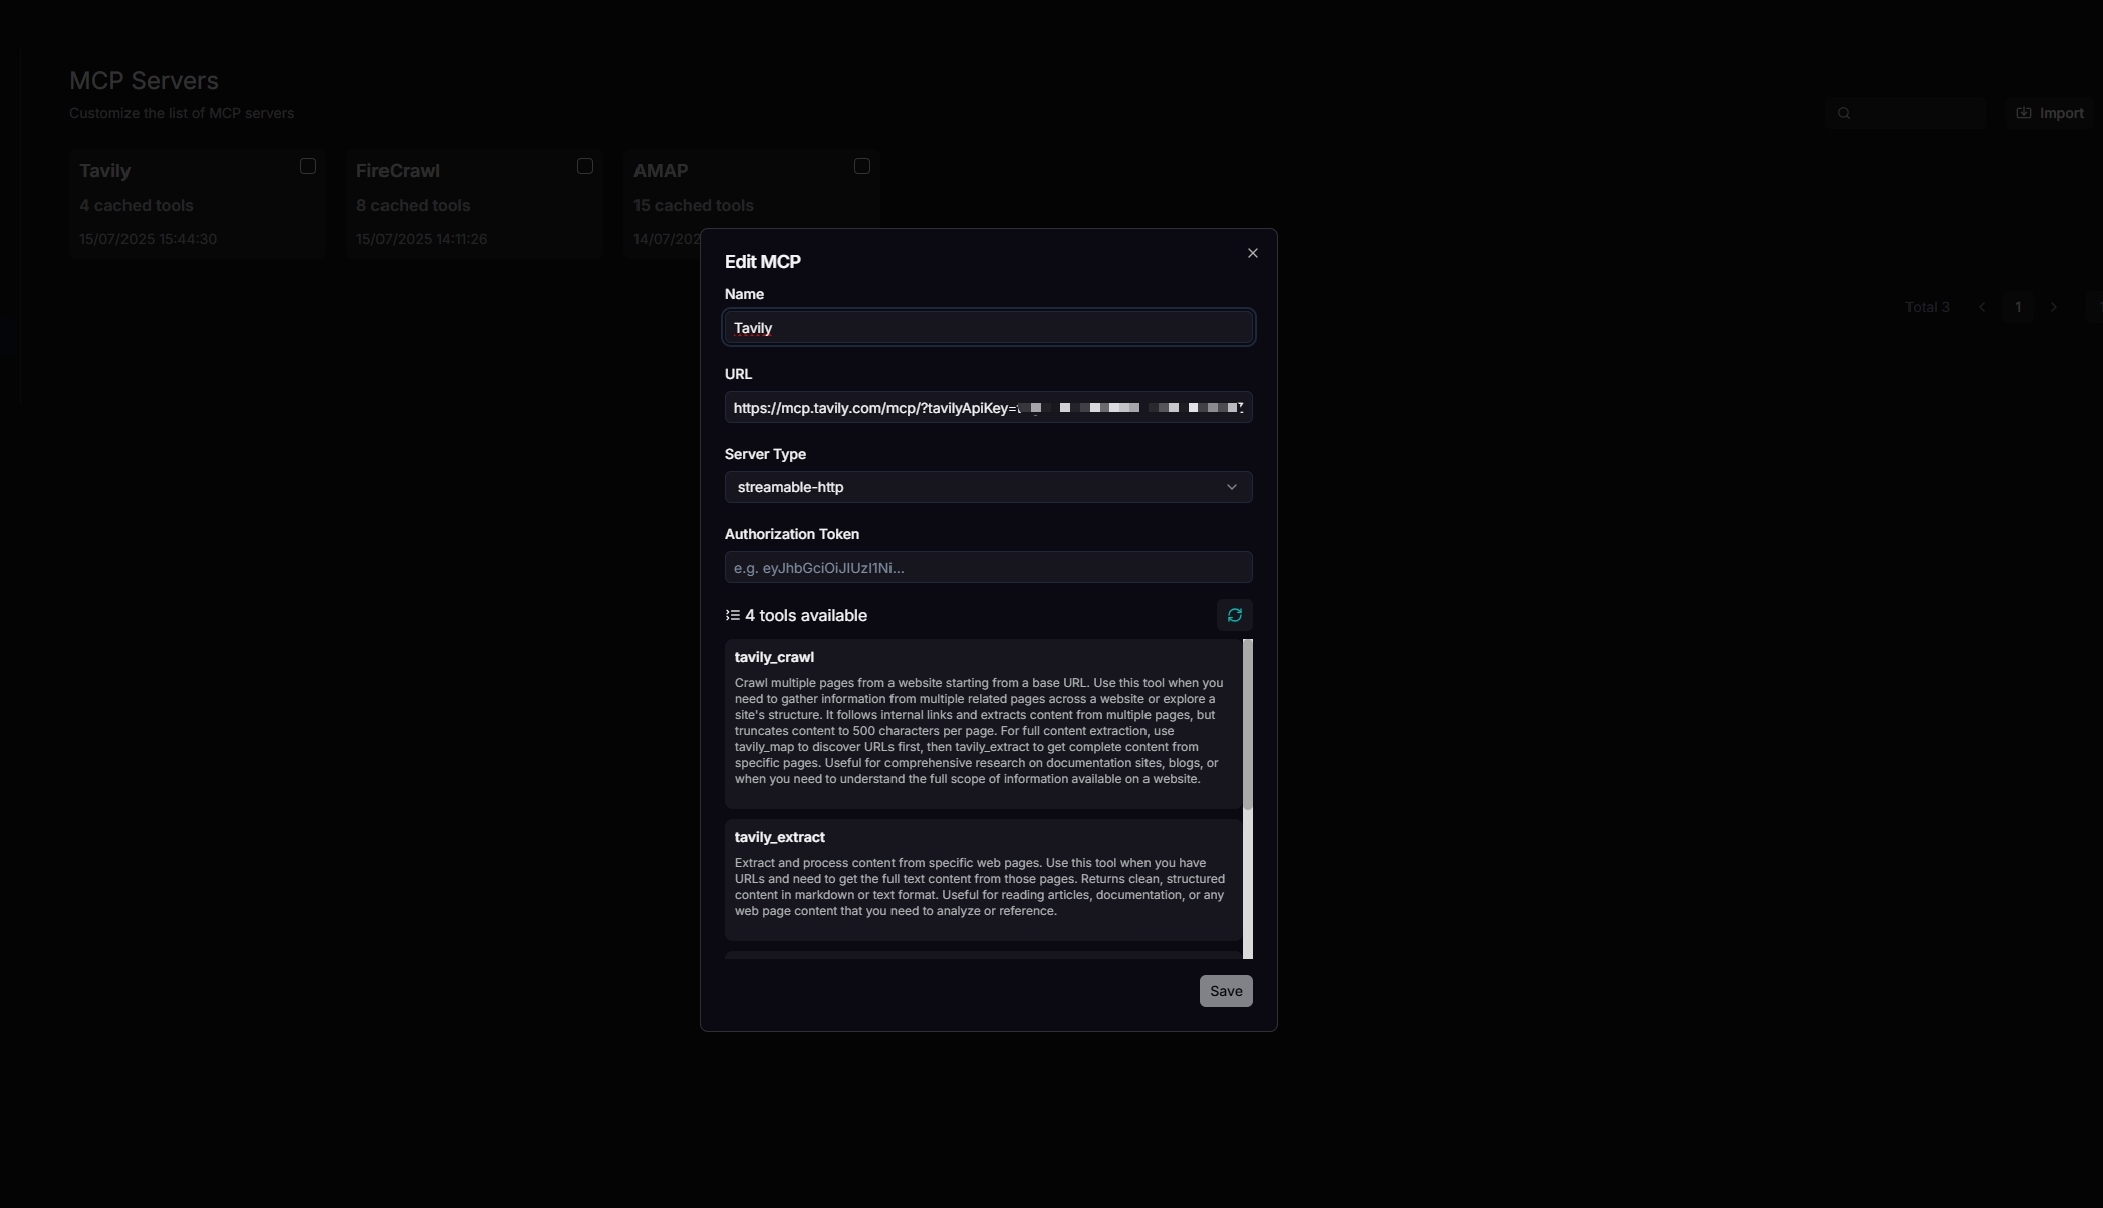 MCP Servers
Customize the list of MCP servers
Import
Tavily
4 cached tools
15/07/2025 15:44:30
FireCrawl
8 cached tools
15/07/2025 14:11:26
AMAP
15 cached tools
14/07/202
Total 3
1
Edit MCP
Name
Tavily
URL
https://mcp.tavily.com/mcp/?tavilyApiKey=
Server Type
streamable-http
Authorization Token
e.g. eyJhbGciOiJIUzI1Ni...
4 tools available
tavily_crawl
Crawl multiple pages from a website starting from a base URL. Use this tool when you
need to gather information from multiple related pages across a website or explore a
site's structure. It follows internal links and extracts content from multiple pages, but
truncates content to 500 characters per page. For full content extraction, use
tavily_map to discover URLs first, then tavily_extract to get complete content from
specific pages. Useful for comprehensive research on documentation sites, blogs, or
when you need to understand the full scope of information available on a website.
tavily_extract
Extract and process content from specific web pages. Use this tool when you have
URLs and need to get the full text content from those pages. Returns clean, structured
content in markdown or text format. Useful for reading articles, documentation, or any
web page content that you need to analyze or reference.
Save